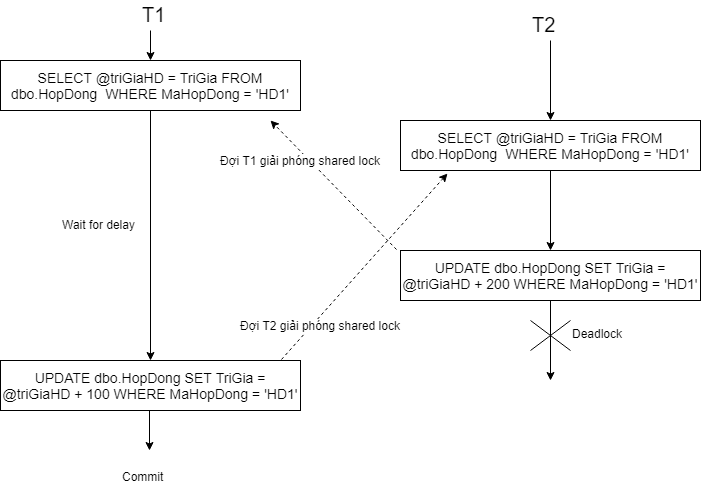 T1
T2
SELECT @triGiaHD = TriGia FROM
dbo.HopDong WHERE MaHopDong = 'HD1'
SELECT @triGiaHD = TriGia FROM
dbo.HopDong WHERE MaHopDong = 'HD1'
Đợi T1 giải phóng shared lock
Wait for delay
UPDATE dbo.HopDong SET TriGia =
@triGiaHD + 200 WHERE MaHopDong = 'HD1'
Đợi T2 giải phóng shared lock
Deadlock
UPDATE dbo.HopDong SET TriGia =
@triGiaHD + 100 WHERE MaHopDong = 'HD1'
Commit